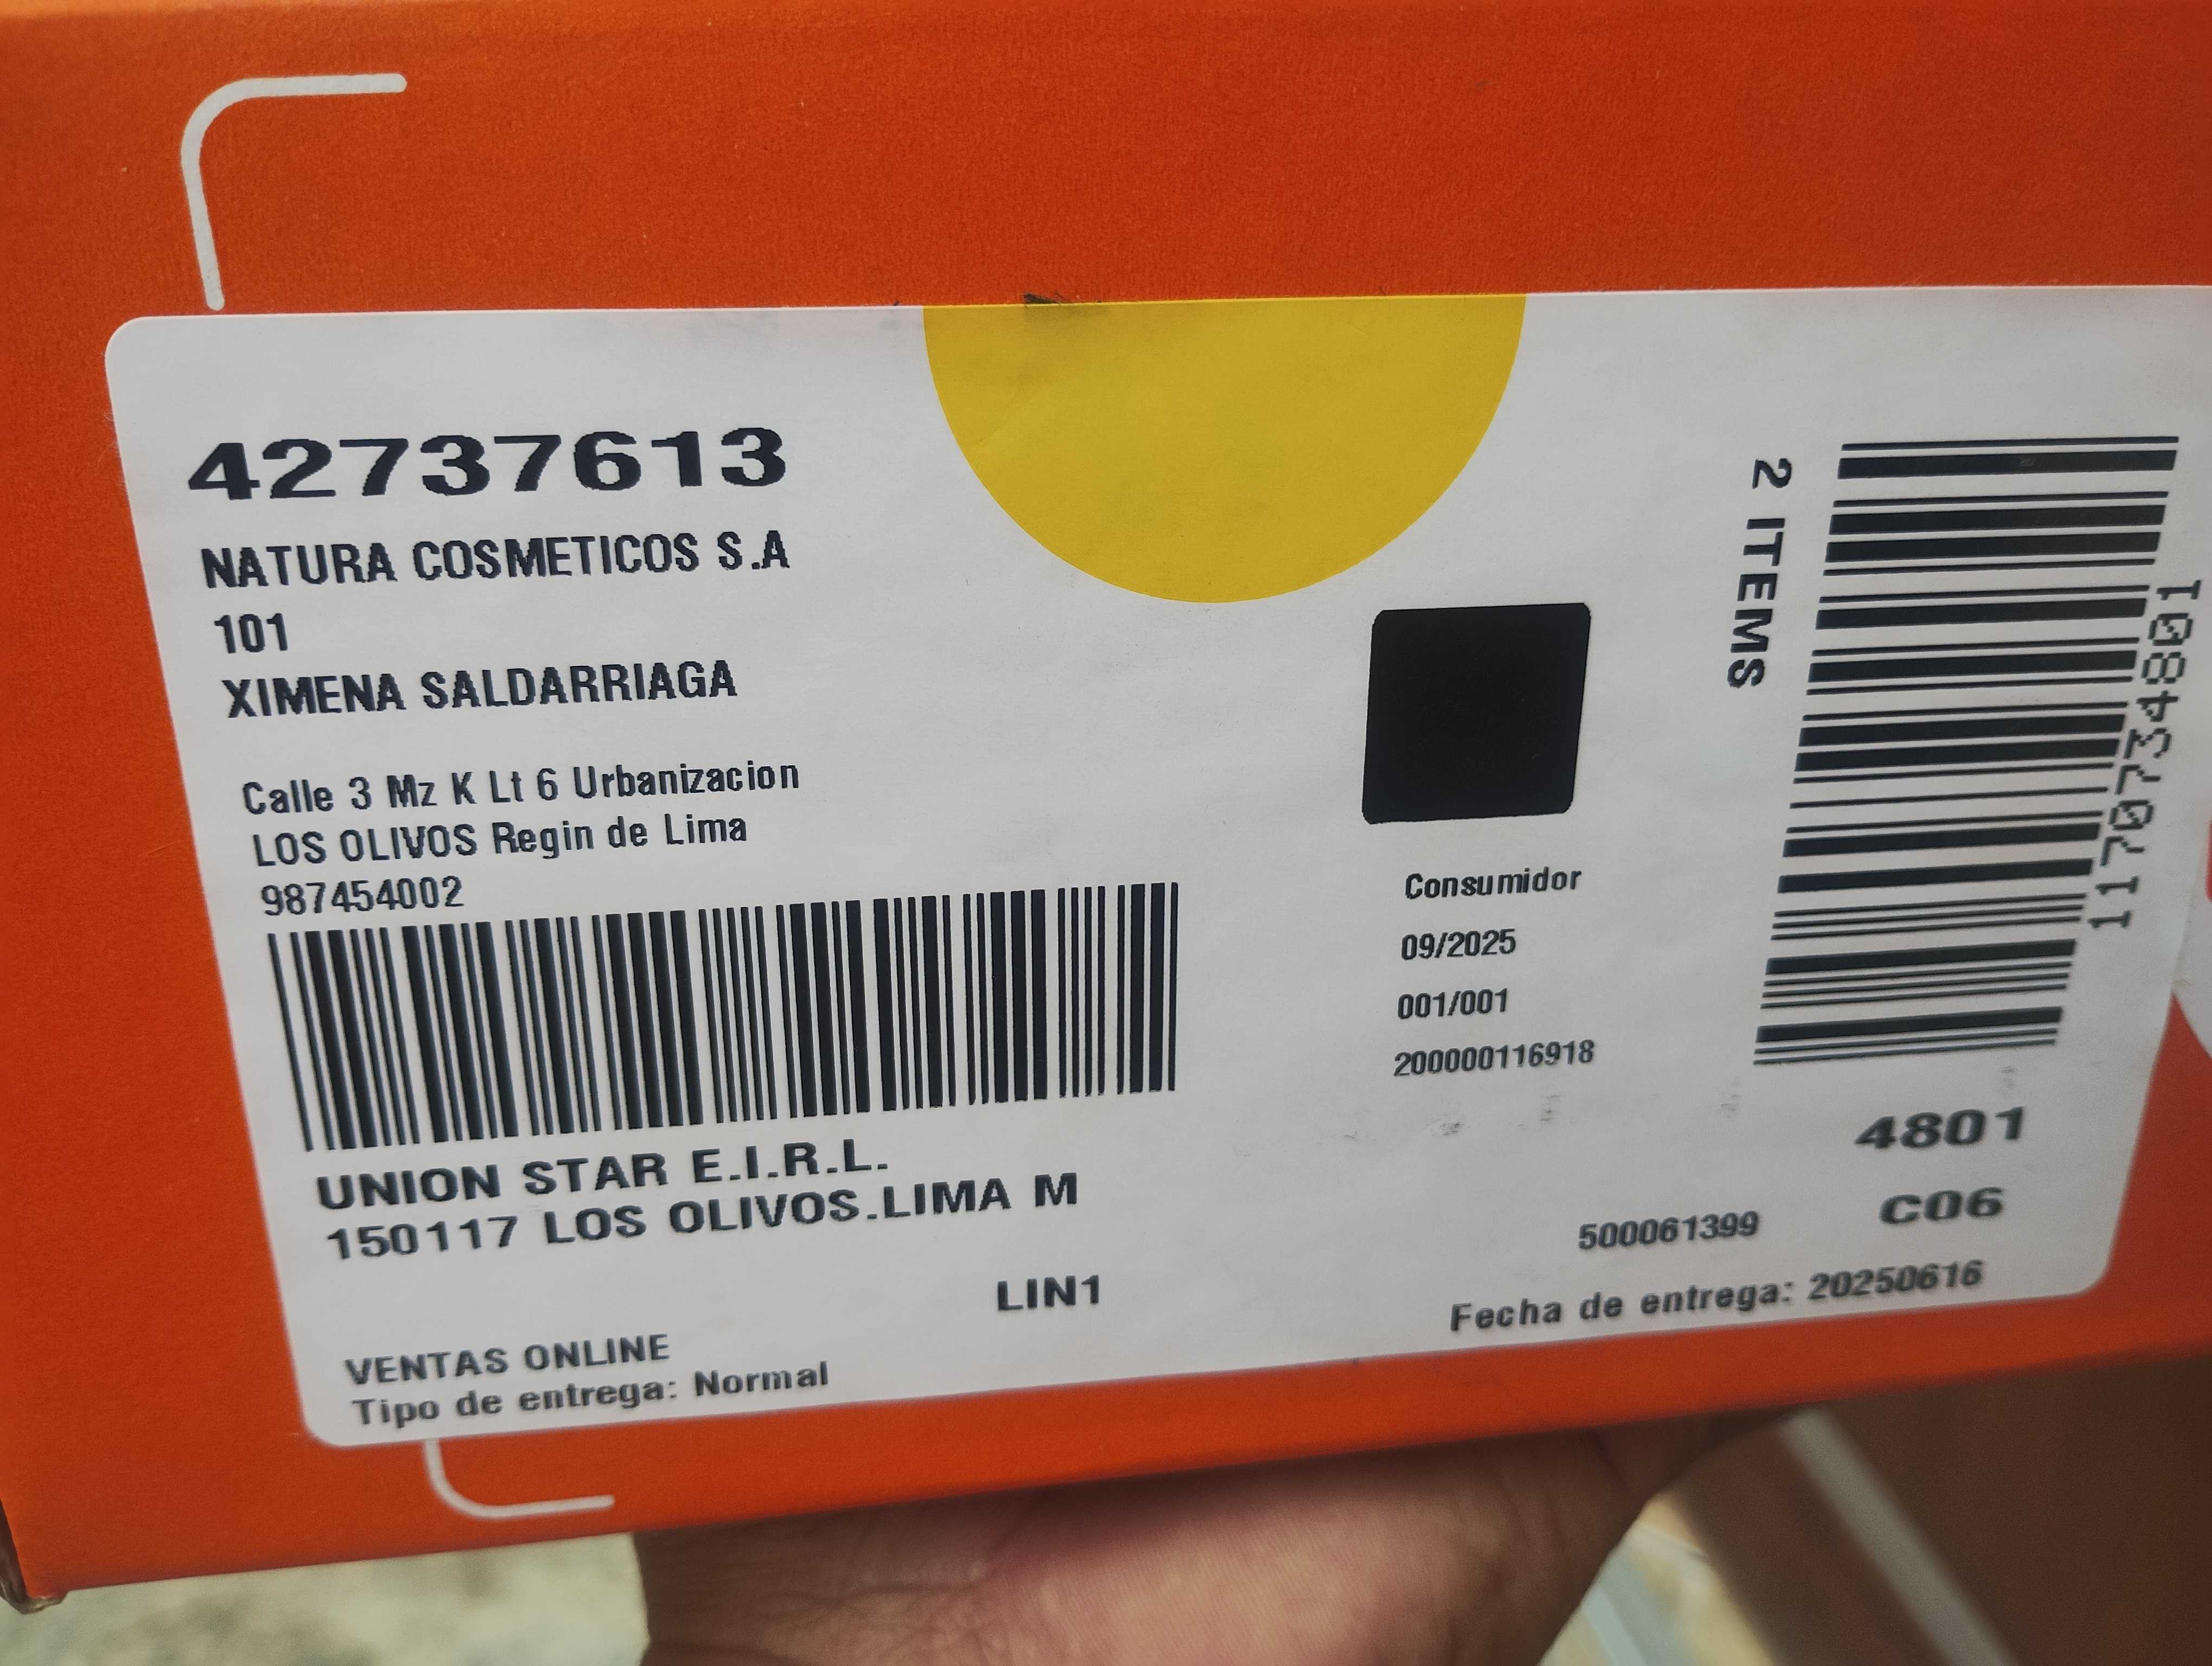 42737613
NATURA COSMETICOS S.A
101
XIMENA SALDARRIAGA
Calle 3 Mz K Lt 6 Urbanizacion
LOS OLIVOS Regin de Lima
987454002
UNION STAR E.I.R.L.
150117 LOS OLIVOS.LIMA M
LIN1
VENTAS ONLINE
Tipo de entrega: Normal
Consumidor
09/2025
001/001
200000116918
2 ITEMS
1170734801
4801
C06
500061399
Fecha de entrega: 20250616